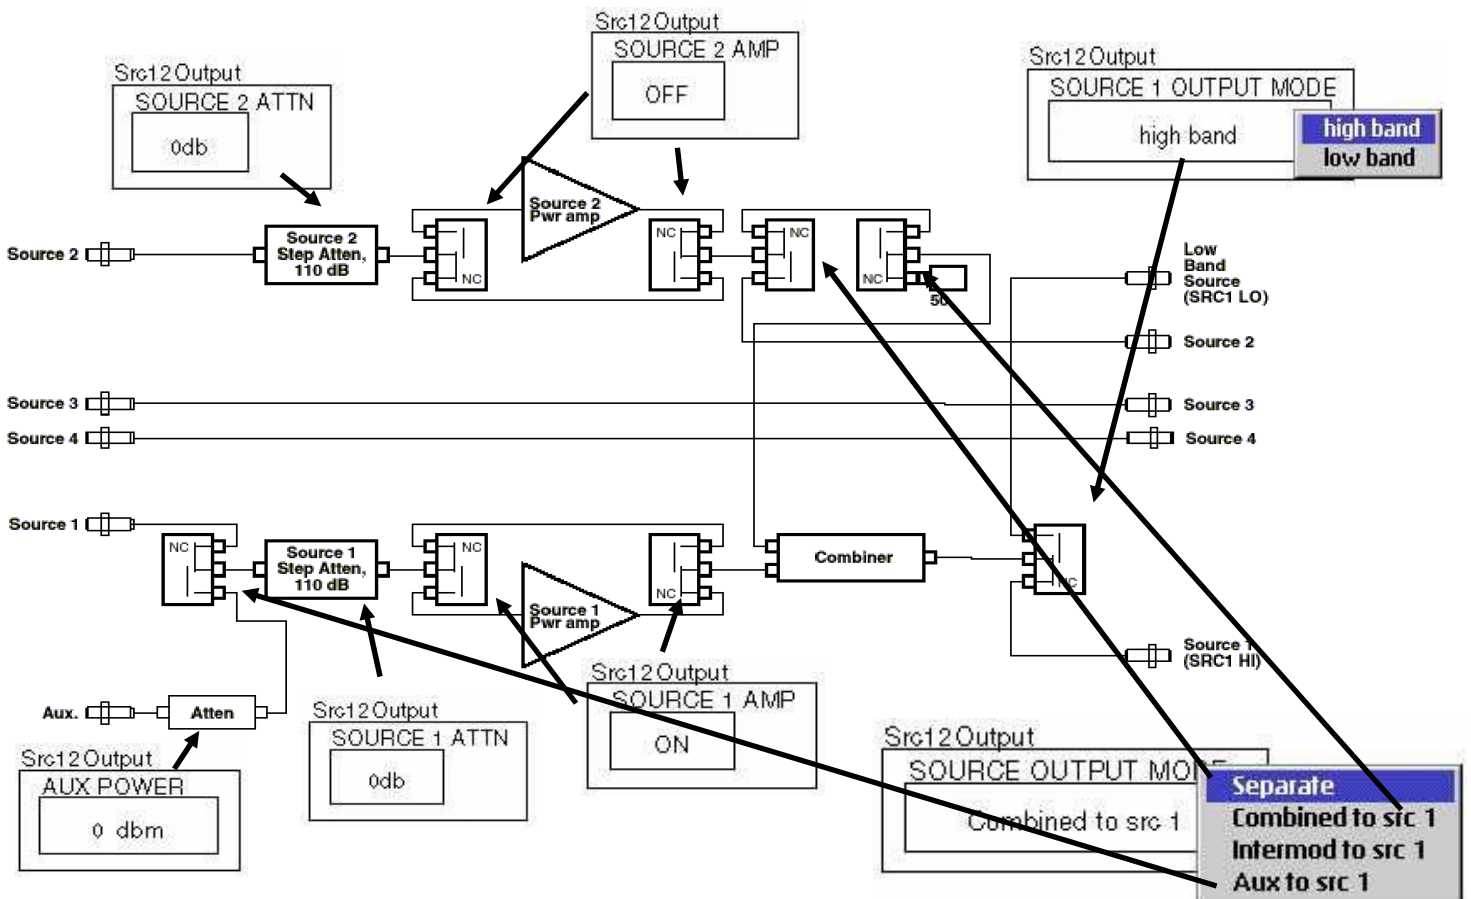 Src12Output
SOURCE 2 AMP
OFF
Src12Output
SOURCE 2 ATTN
0db
Src12Output
SOURCE 1 OUTPUT MODE
high band
high band
low band
Source 2
Source 2
Step Atten,
110 dB
NC
Source 2
Pwr amp
NC
NC
NC
50
Low
Band
Source
(SRC1 LO)
Source 2
Source 3
Source 3
Source 4
Source 4
Source 1
NC
Source 1
Step Atten,
110 dB
NC
Source 1
Pwr amp
NC
Combiner
NC
Source 1
(SRC1 HI)
Aux.
Atten
Src12Output
AUX POWER
0 dbm
Src12Output
SOURCE 1 ATTN
0db
Src12Output
SOURCE 1 AMP
ON
Src12Output
SOURCE OUTPUT MODE
Combined to src 1
Separate
Combined to src 1
Intermod to src 1
Aux to src 1